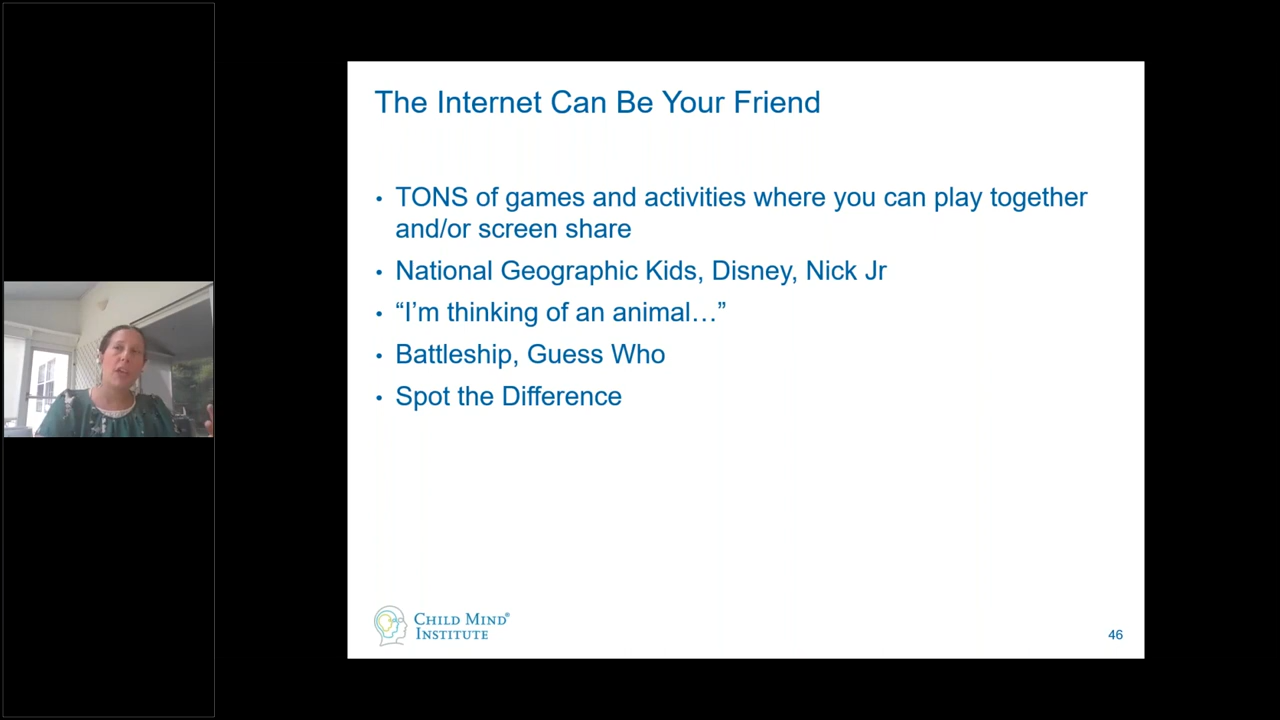 The Internet Can Be Your Friend
• TONS of games and activities where you can play together
and/or screen share
• National Geographic Kids, Disney, Nick Jr
• “I’m thinking of an animal…”
• Battleship, Guess Who
• Spot the Difference
CHILD MIND®
INSTITUTE
46